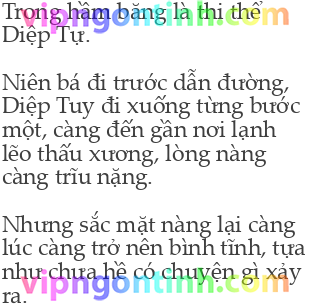 Trong hầm băng là thi thể
Diệp Tự.
Niên bá đi trước dẫn đường,
Diệp Tuy đi xuống từng bước
một, càng đến gần nơi lạnh
lẽo thấu xương, lòng nàng
càng trĩu nặng.
Nhưng sắc mặt nàng lại càng
lúc càng trở nên bình tĩnh, tựa
như chưa hề có chuyện gì xảy
ra.
vipngontinh.com
vipngontinh.com